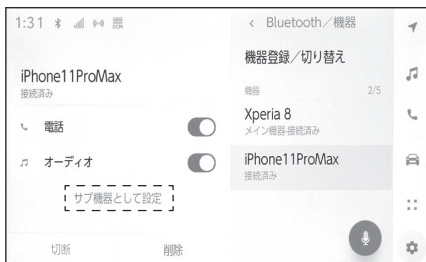 1:31
DCM
iPhone11ProMax
接続済み
電話
オーディオ
サブ機器として設定
切断
削除
< Bluetooth／機器
機器登録／切り替え
機器 2/5
Xperia 8
メイン機器-接続済み
iPhone11ProMax
接続済み